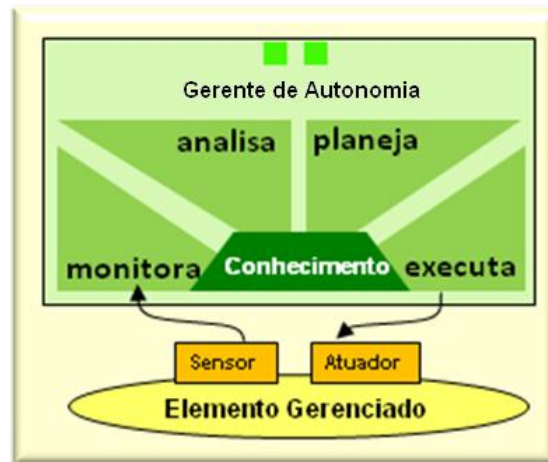 Gerente de Autonomia
analisa planeja
monitora Conhecimento executa
Sensor Atuador
Elemento Gerenciado